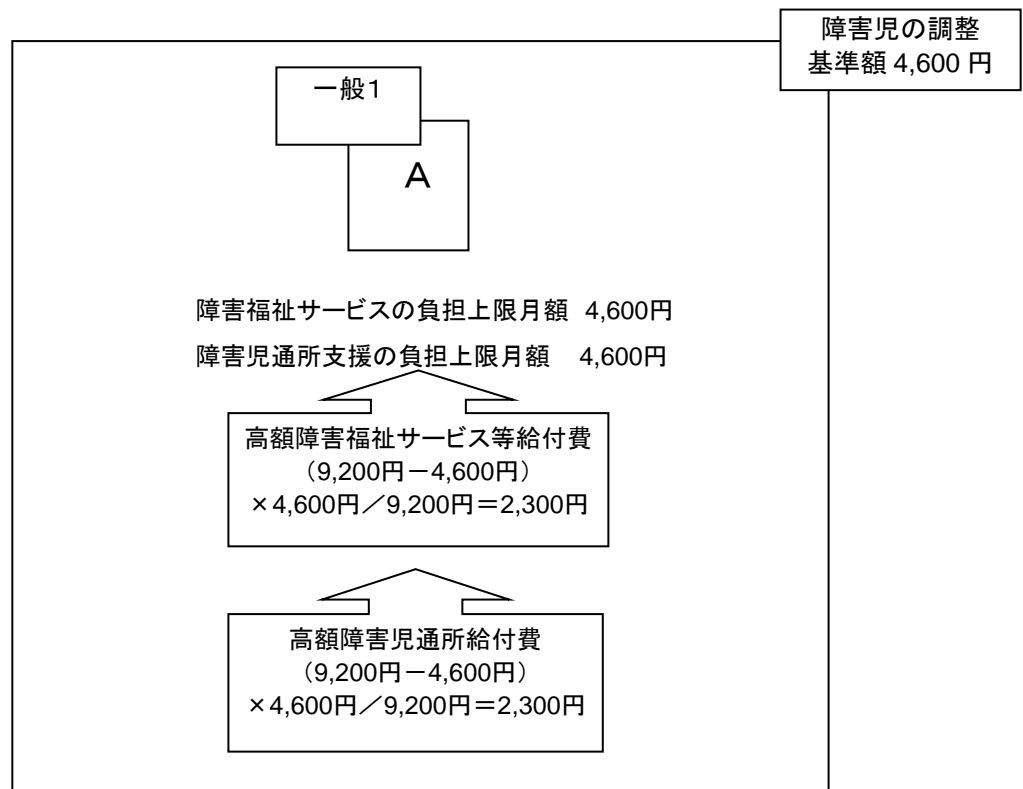 障害児の調整
基準額 4,600 円
一般1
A
障害福祉サービスの負担上限月額 4,600円
障害児通所支援の負担上限月額 4,600円
高額障害福祉サービス等給付費
（9,200円－4,600円）
×4,600円／9,200円＝2,300円
高額障害児通所給付費
（9,200円－4,600円）
×4,600円／9,200円＝2,300円